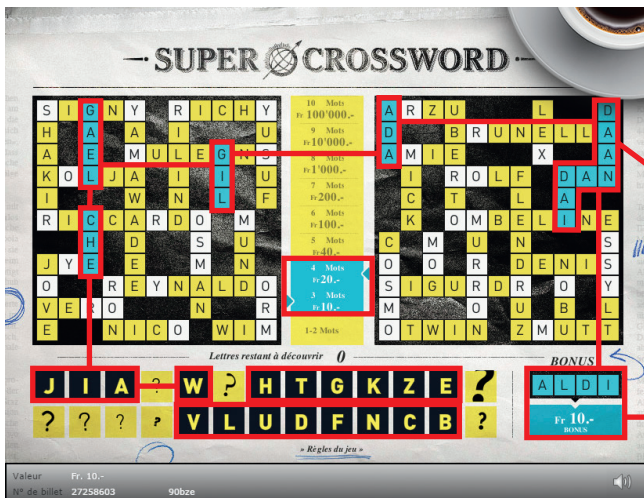 SUPER CROSSWORD
S I G N Y R I C H Y
H A A I U
A E M U L E G N S
K O L J A I I U
I W N L F
R I C C A R D O M
H D S U
J Y E E M N
O R E Y N A L D O
V E R O N R
E N I C O W I M
10 Mots
Fr 100'000.-
9 Mots
Fr 10'000.-
8 Mots
Fr 1'000.-
7 Mots
Fr 200.-
6 Mots
Fr 100.-
5 Mots
Fr 40.-
4 Mots
Fr 20.-
3 Mots
Fr 10.-
1-2 Mots
A R Z U L D
D B R U N E L L A
A M I E X A
I R O L F D A N
C T L A
K O M B E L I N E
C M U N S
O O R D E N I S
S I G U R D R O Y
M O O U B L
O T W I N Z M U T T
Lettres restant à découvrir 0
BONUS
J I A ? W ? H T G K Z E ?
? ? ? ? V L U D F N C B ?
A L D I
Fr 10.-
BONUS
» Règles du jeu «
Valeur Fr. 10.-
N° de billet 27258603 90bze